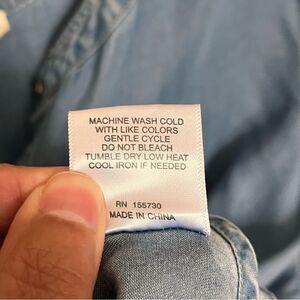 MACHINE WASH COLD
WITH LIKE COLORS
GENTLE CYCLE
DO NOT BLEACH
TUMBLE DRY LOW HEAT
COOL IRON IF NEEDED
RN 155730
MADE IN CHINA